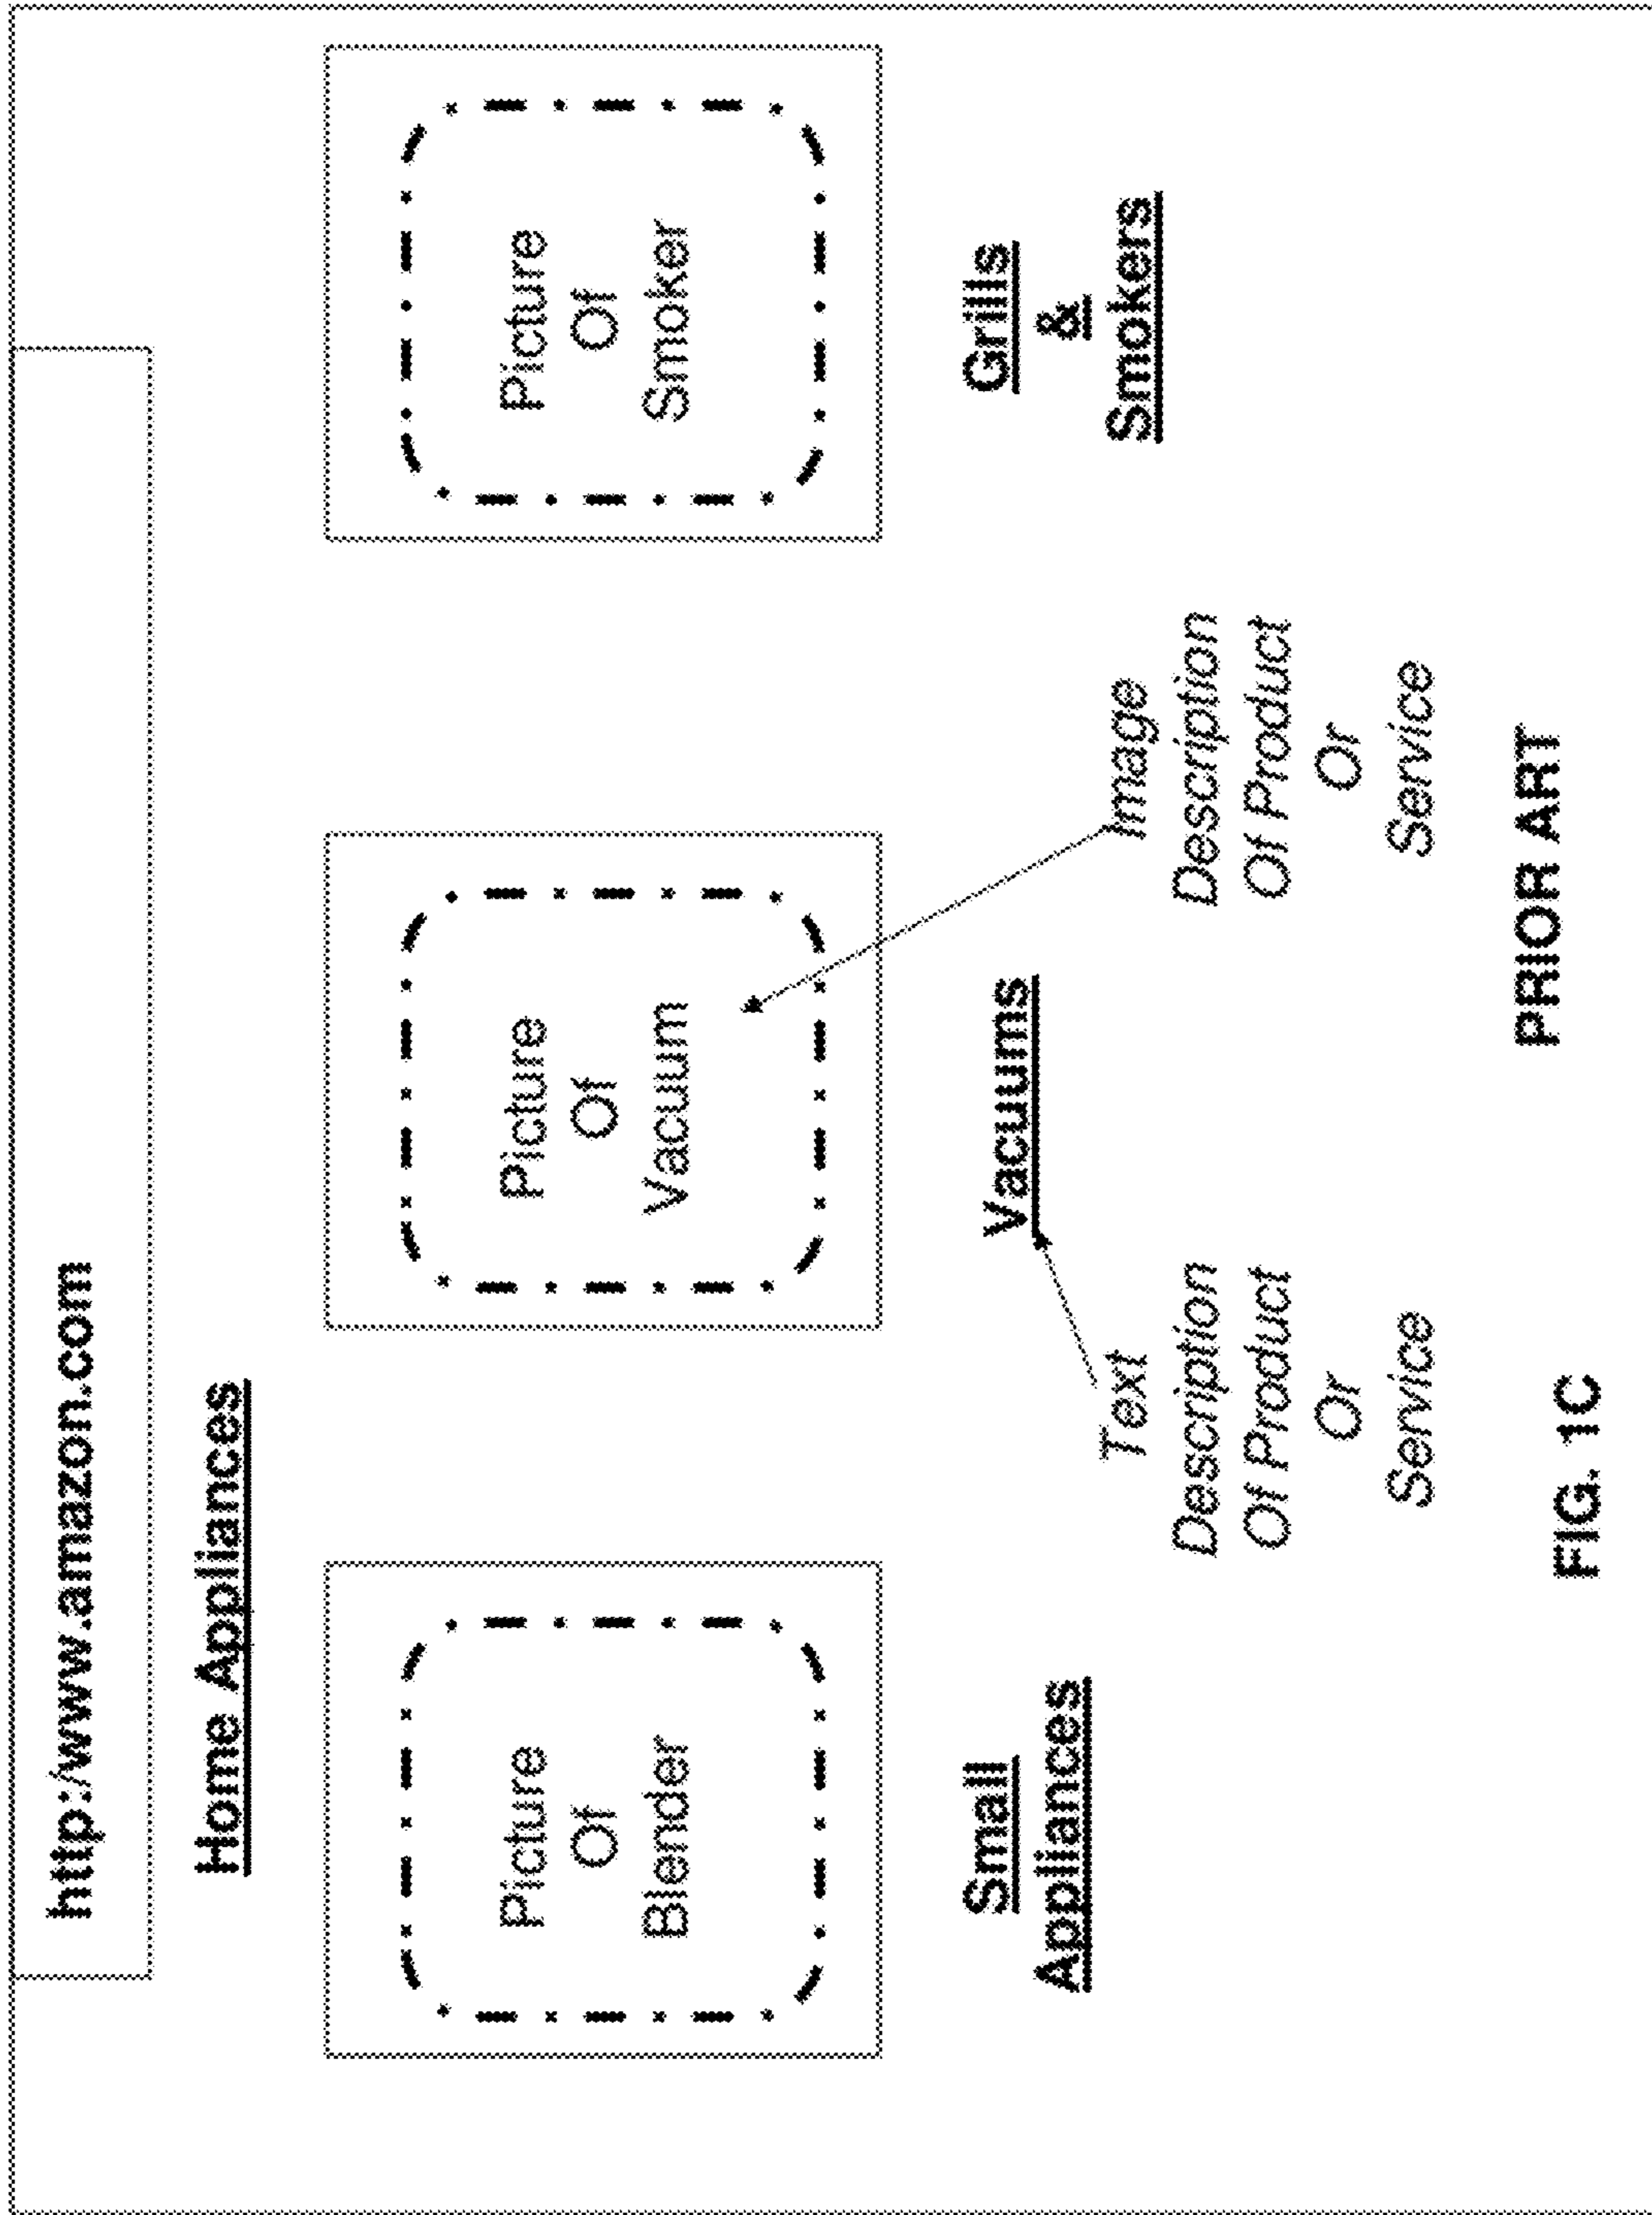 http:/www.amazon.com
Home Appliances
Picture
Of
Blender
Picture
Of
Vacuum
Picture
Of
Smoker
Small
Appliances
Vacuums
Grills
&
Smokers
Text
Description
Of Product
Or
Service
Image
Description
Of Product
Or
Service
FIG. 1C
PRIOR ART